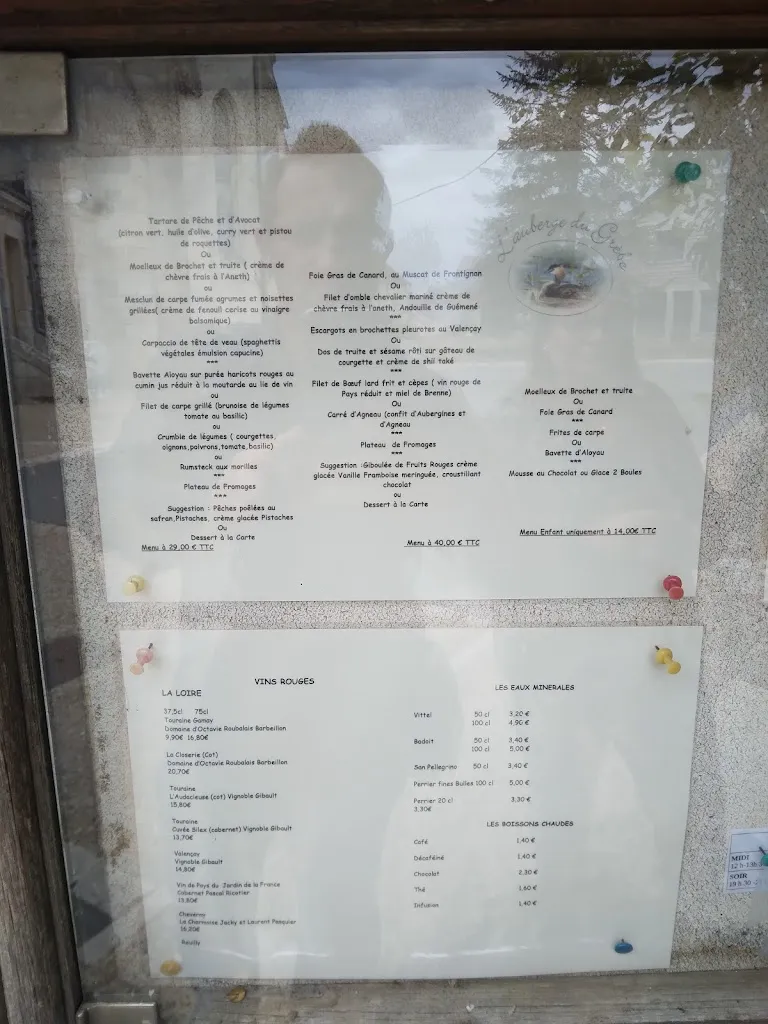 Tartare de Pêche et d'Avocat
(citron vert, huile d'olive, curry vert et pistou
de roquettes)
Ou
Moelleux de Brochet et truite ( crème de
chèvre frais à l'Aneth)
ou
Mesclun de carpe fumée agrumes et noisettes
grillées( crème de fenouil cerise au vinaigre
balsamique)
ou
Carpaccio de tête de veau (spaghettis
végétales émulsion capucine)
***
Bavette Aloyau sur purée haricots rouges au
cumin jus réduit à la moutarde au lie de vin
ou
Filet de carpe grillé (brunoise de légumes
tomate au basilic)
ou
Crumble de légumes ( courgettes,
oignons,poivrons,tomate,basilic)
ou
Rumsteck aux morilles
***
Plateau de Fromages
***
Suggestion : Pêches poêlées au
safran,Pistaches, crème glacée Pistaches
Ou
Dessert à la Carte
Menu à 29,00 € TTC
Foie Gras de Canard, au Muscat de Frontignan
Ou
Filet d'omble chevalier mariné crème de
chèvre frais à l'aneth, Andouille de Guémené
***
Escargots en brochettes pleurotes au Valençay
Ou
Dos de truite et sésame rôti sur gâteau de
courgette et crème de shii také
***
Filet de Bœuf lard frit et cèpes ( vin rouge de
Pays réduit et miel de Brenne)
Ou
Carré d'Agneau (confit d'Aubergines et
d'Agneau
***
Plateau de Fromages
***
Suggestion :Giboulée de Fruits Rouges crème
glacée Vanille Framboise meringuée, croustillant
chocolat
ou
Dessert à la Carte
Menu à 40,00 € TTC
L'auberge du Grèbe
Moelleux de Brochet et truite
Ou
Foie Gras de Canard
***
Frites de carpe
Ou
Bavette d'Aloyau
***
Mousse au Chocolat ou Glace 2 Boules
Menu Enfant uniquement à 14,00€ TTC
VINS ROUGES
LA LOIRE
37,5cl 75cl
Touraine Gamay
Domaine d'Octavie Roubalais Barbeillon
9,90€ 16,80€
La Closerie (Cot)
Domaine d'Octavie Roubalais Barbeillon
20,70€
Touraine
L'Audacieuse (cot) Vignoble Gibault
15,80€
Touraine
Cuvée Silex (cabernet) Vignoble Gibault
13,70€
Valençay
Vignoble Gibault
14,80€
Vin de Pays du Jardin de la France
Cabernet Pascal Ricotier
13,80€
Cheverny
La Charmoise Jacky et Laurent Pasquier
16,20€
Reuilly
LES EAUX MINERALES
Vittel 50 cl 3,20 €
100 cl 4,90 €
Badoit 50 cl 3,40 €
100 cl 5,00 €
San Pellegrino 50 cl 3,40 €
Perrier fines Bulles 100 cl 5,00 €
Perrier 20 cl 3,30 €
3,30€
LES BOISSONS CHAUDES
Café 1,40 €
Décaféiné 1,40 €
Chocolat 2,30 €
Thé 1,60 €
Infusion 1,40 €
MIDI
12 h
SOIR
19 h 30